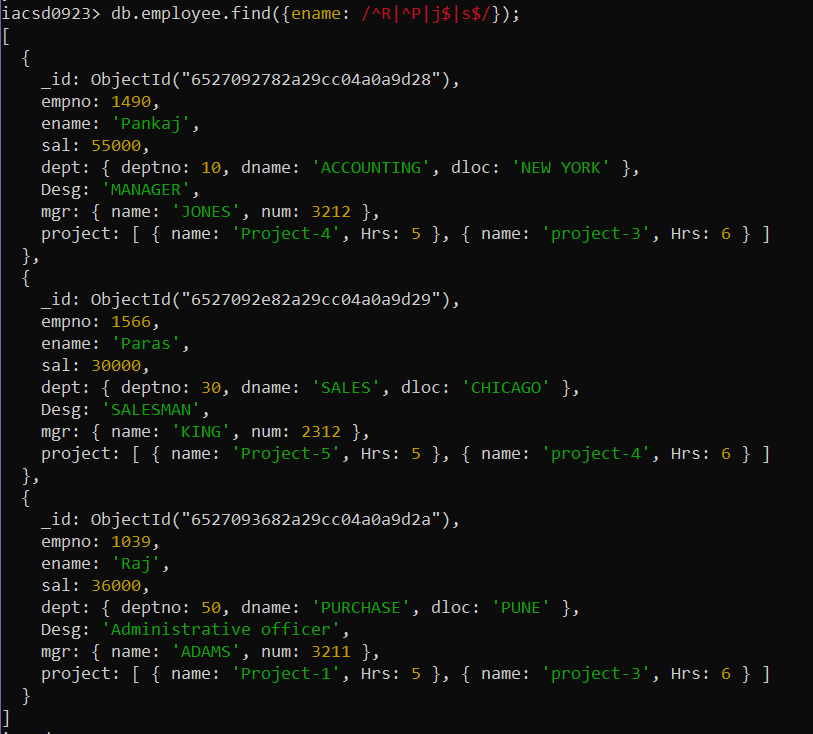 iacsd0923> db.employee.find({ename: /^R|^P|j$|s$/});
[
  {
    _id: ObjectId("6527092782a29cc04a0a9d28"),
    empno: 1490,
    ename: 'Pankaj',
    sal: 55000,
    dept: { deptno: 10, dname: 'ACCOUNTING', dloc: 'NEW YORK' },
    Desg: 'MANAGER',
    mgr: { name: 'JONES', num: 3212 },
    project: [ { name: 'Project-4', Hrs: 5 }, { name: 'project-3', Hrs: 6 } ]
  },
  {
    _id: ObjectId("6527092e82a29cc04a0a9d29"),
    empno: 1566,
    ename: 'Paras',
    sal: 30000,
    dept: { deptno: 30, dname: 'SALES', dloc: 'CHICAGO' },
    Desg: 'SALESMAN',
    mgr: { name: 'KING', num: 2312 },
    project: [ { name: 'Project-5', Hrs: 5 }, { name: 'project-4', Hrs: 6 } ]
  },
  {
    _id: ObjectId("6527093682a29cc04a0a9d2a"),
    empno: 1039,
    ename: 'Raj',
    sal: 36000,
    dept: { deptno: 50, dname: 'PURCHASE', dloc: 'PUNE' },
    Desg: 'Administrative officer',
    mgr: { name: 'ADAMS', num: 3211 },
    project: [ { name: 'Project-1', Hrs: 5 }, { name: 'project-3', Hrs: 6 } ]
  }
]